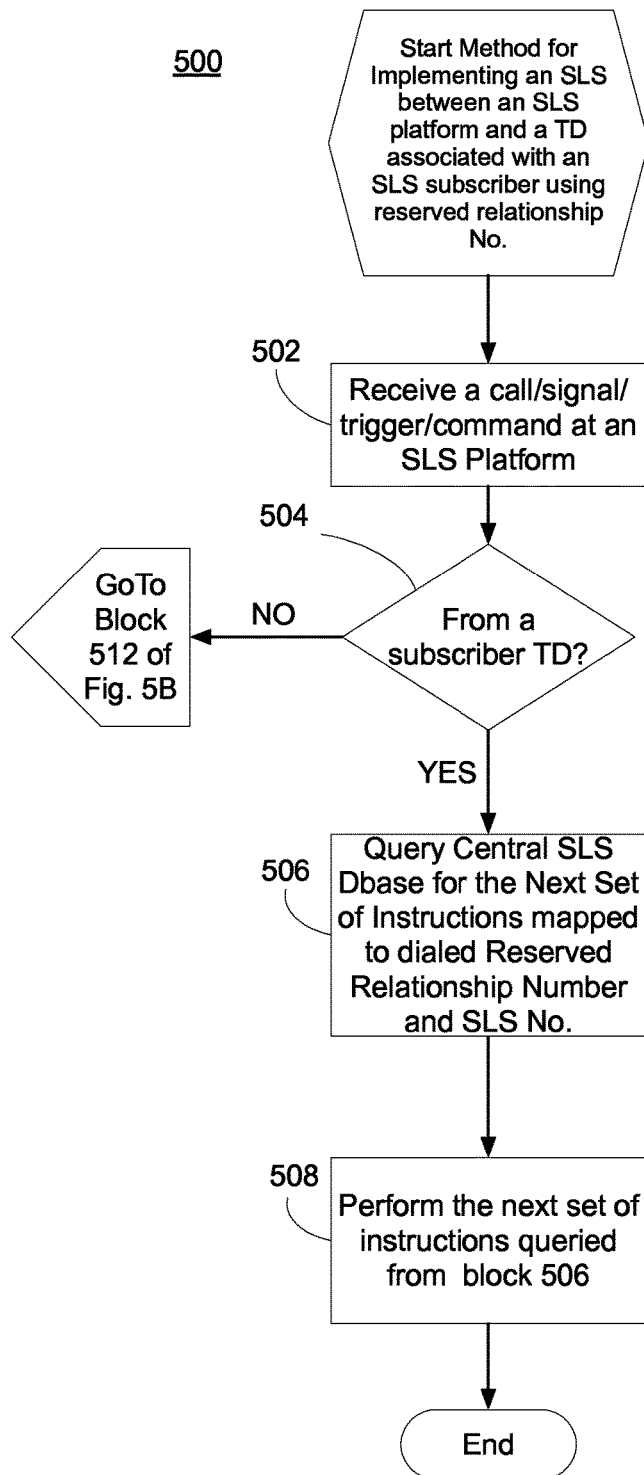 500
Start Method for
Implementing an SLS
between an SLS
platform and a TD
associated with an
SLS subscriber using
reserved relationship
No.
502
Receive a call/signal/
trigger/command at an
SLS Platform
504
From a
subscriber TD?
NO
GoTo
Block
512 of
Fig. 5B
YES
506
Query Central SLS
Dbase for the Next Set
of Instructions mapped
to dialed Reserved
Relationship Number
and SLS No.
508
Perform the next set of
instructions queried
from block 506
End